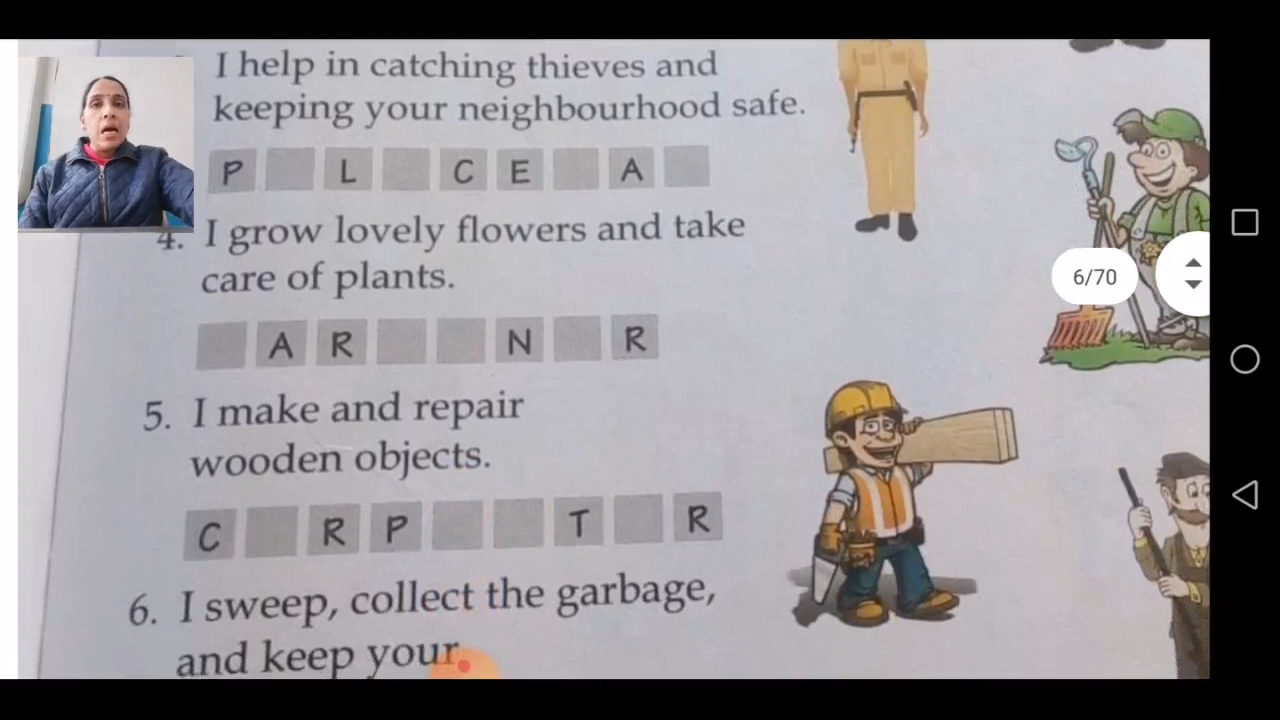 I help in catching thieves and
keeping your neighbourhood safe.
P L C E A
4. I grow lovely flowers and take
care of plants.
A R N R
6/70
5. I make and repair
wooden objects.
C R P T R
6. I sweep, collect the garbage,
and keep your